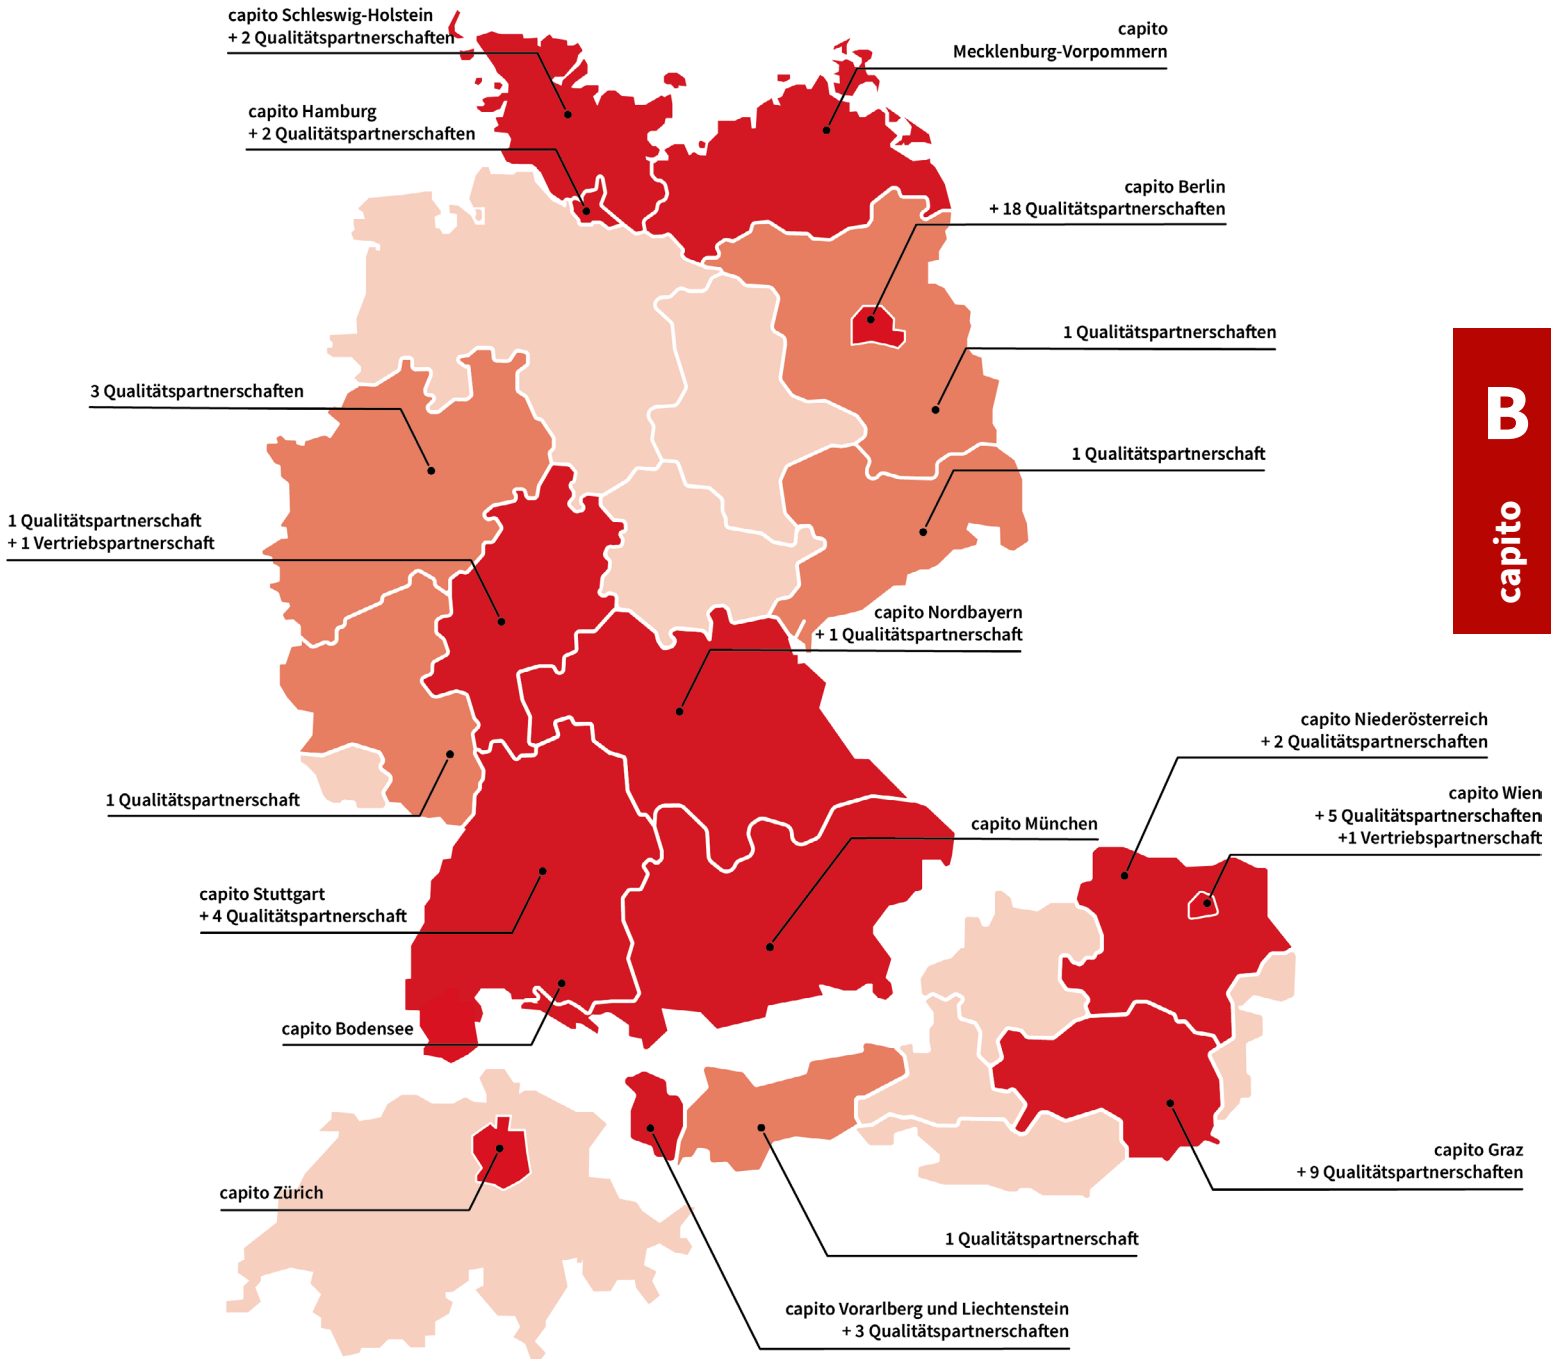 capito Schleswig-Holstein
+ 2 Qualitätspartnerschaften
capito
Mecklenburg-Vorpommern
capito Hamburg
+ 2 Qualitätspartnerschaften
capito Berlin
+ 18 Qualitätspartnerschaften
1 Qualitätspartnerschaften
3 Qualitätspartnerschaften
1 Qualitätspartnerschaft
1 Qualitätspartnerschaft
+ 1 Vertriebspartnerschaft
capito Nordbayern
+ 1 Qualitätspartnerschaft
capito Niederösterreich
+ 2 Qualitätspartnerschaften
1 Qualitätspartnerschaft
capito Wien
+ 5 Qualitätspartnerschaften
+1 Vertriebspartnerschaft
capito München
capito Stuttgart
+ 4 Qualitätspartnerschaft
capito Bodensee
capito Graz
+ 9 Qualitätspartnerschaften
capito Zürich
1 Qualitätspartnerschaft
capito Vorarlberg und Liechtenstein
+ 3 Qualitätspartnerschaften
B
capito